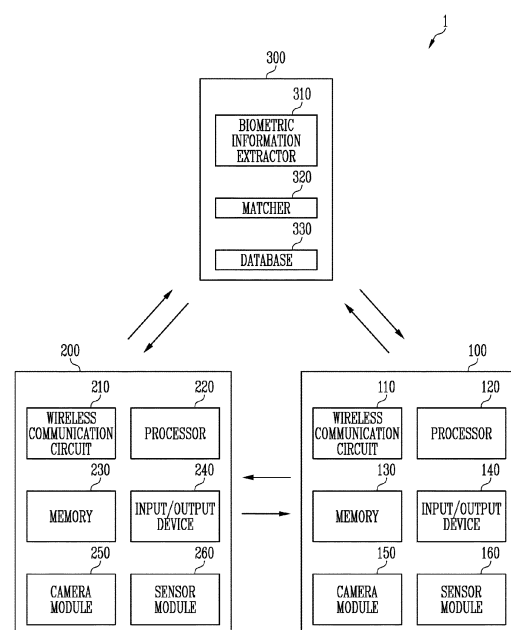 1
300
310
BIOMETRIC
INFORMATION
EXTRACTOR
320
MATCHER
330
DATABASE
200
210
WIRELESS
COMMUNICATION
CIRCUIT
220
PROCESSOR
230
MEMORY
240
INPUT/OUTPUT
DEVICE
250
CAMERA
MODULE
260
SENSOR
MODULE
100
110
WIRELESS
COMMUNICATION
CIRCUIT
120
PROCESSOR
130
MEMORY
140
INPUT/OUTPUT
DEVICE
150
CAMERA
MODULE
160
SENSOR
MODULE